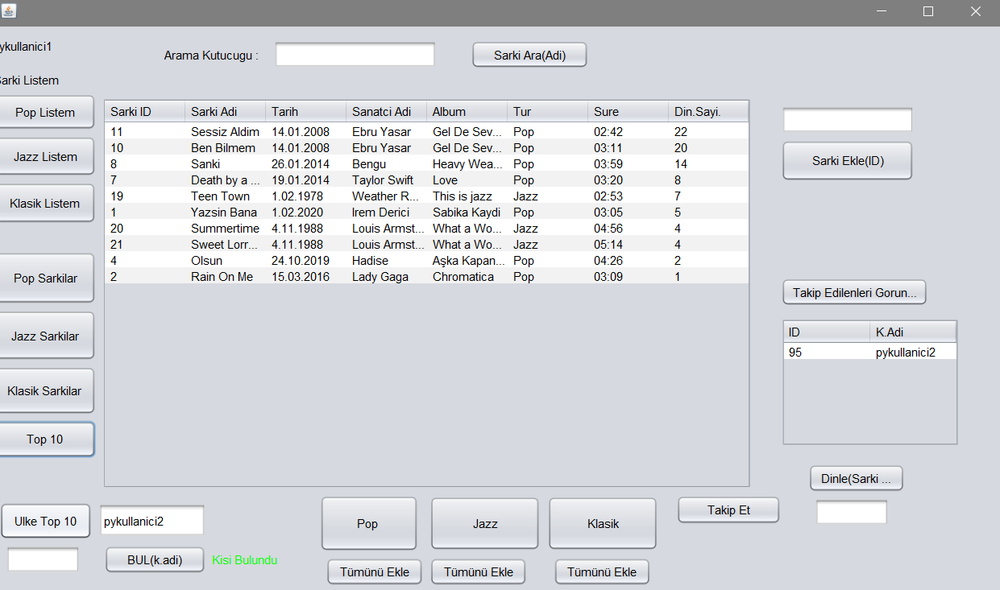 ykullanici1
Arama Kutucugu :
Sarki Ara(Adi)
arki Listem
Pop Listem
Jazz Listem
Klasik Listem
Pop Sarkilar
Jazz Sarkilar
Klasik Sarkilar
Top 10
Sarki ID Sarki Adi Tarih Sanatci Adi Album Tur Sure Din.Sayi.
11 Sessiz Aldim 14.01.2008 Ebru Yasar Gel De Sev... Pop 02:42 22
10 Ben Bilmem 14.01.2008 Ebru Yasar Gel De Sev... Pop 03:11 20
8 Sanki 26.01.2014 Bengu Heavy Wea... Pop 03:59 14
7 Death by a ... 19.01.2014 Taylor Swift Love Pop 03:20 8
19 Teen Town 1.02.1978 Weather R... This is jazz Jazz 02:53 7
1 Yazsin Bana 1.02.2020 Irem Derici Sabika Kaydi Pop 03:05 5
20 Summertime 4.11.1988 Louis Armst... What a Wo... Jazz 04:56 4
21 Sweet Lorr... 4.11.1988 Louis Armst... What a Wo... Jazz 05:14 4
4 Olsun 24.10.2019 Hadise Aşka Kapan... Pop 04:26 2
2 Rain On Me 15.03.2016 Lady Gaga Chromatica Pop 03:09 1
Sarki Ekle(ID)
Takip Edilenleri Gorun...
ID K.Adi
95 pykullanici2
Dinle(Sarki ...
Ulke Top 10
pykullanici2
BUL(k.adi)
Kisi Bulundu
Pop
Jazz
Klasik
Takip Et
Tümünü Ekle
Tümünü Ekle
Tümünü Ekle